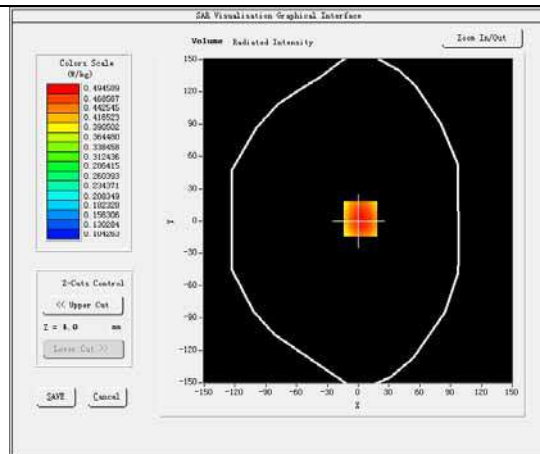 SAR Visualisation Graphical Interface
Volume Radiated Intensity
Zoom In/Out
Colors Scale
(W/kg)
0.494589
0.468567
0.442545
0.416523
0.390502
0.364480
0.338458
0.312436
0.286415
0.260393
0.234371
0.208349
0.182328
0.156306
0.130284
0.104263
150
120
90
60
30
0
-30
-60
-90
-120
-150
Y
-150 -120 -90 -60 -30 0 30 60 90 120 150
X
Z-Cuts Control
<< Upper Cut
Z = 4.0 mm
Lower Cut >>
SAVE Cancel